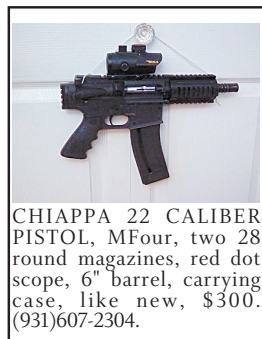 CHIAPPA 22 CALIBER
PISTOL, MFour, two 28
round magazines, red dot
scope, 6" barrel, carrying
case, like new, $300.
(931)607-2304.